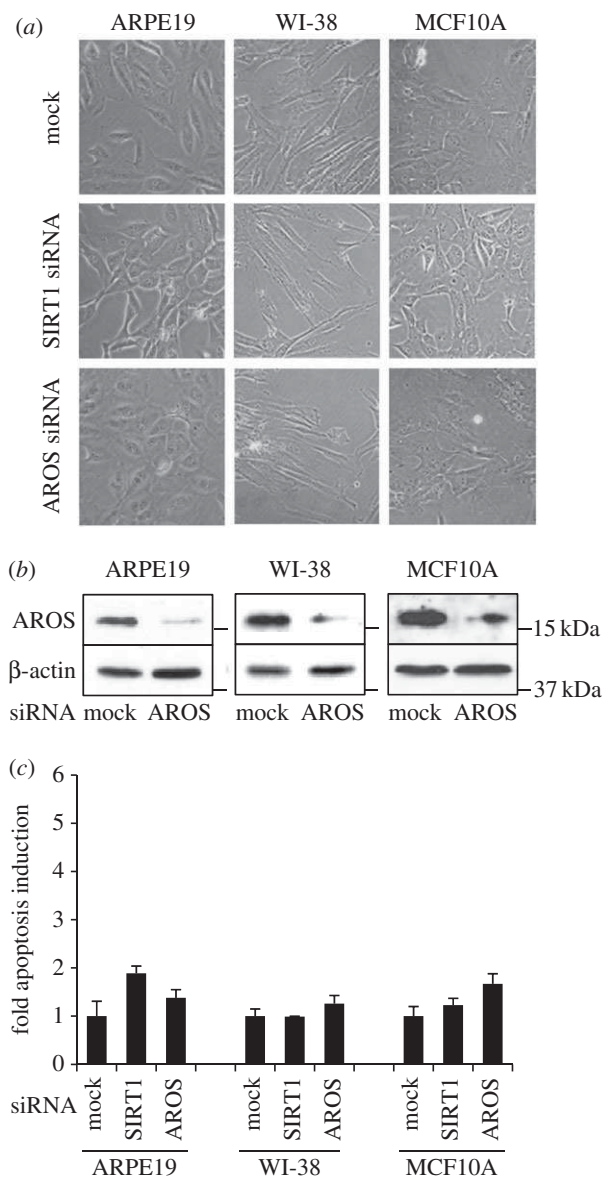 (a)
ARPE19 WI-38 MCF10A
mock
SIRT1 siRNA
AROS siRNA
(b)
ARPE19 WI-38 MCF10A
AROS
15 kDa
β-actin
37 kDa
siRNA mock AROS mock AROS mock AROS
(c)
6
5
4
3
2
1
0
fold apoptosis induction
siRNA
mock SIRT1 AROS mock SIRT1 AROS mock SIRT1 AROS
ARPE19 WI-38 MCF10A